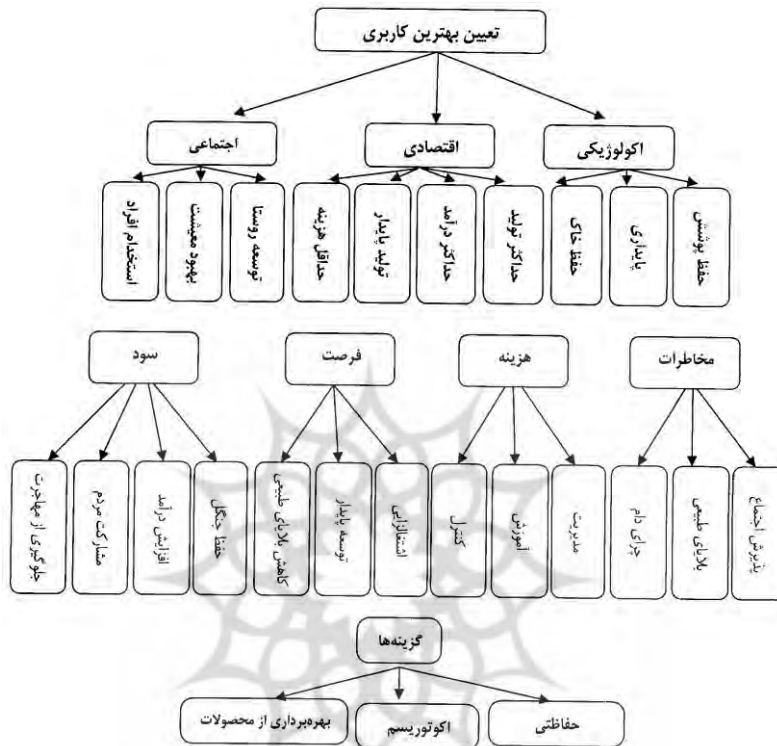 تعیین بهترین کاربری
اکولوژیکی
اقتصادی
اجتماعی
حفظ پوشش
پایداری
حفظ خاک
حداکثر تولید
حداکثر درآمد
تولید پایدار
حداقل هزینه
توسعه روستا
بهبود معیشت
استخدام افراد
مخاطرات
هزینه
فرصت
سود
پذیرش اجتماع
بلایای طبیعی
چرای دام
مدیریت
آموزش
کنترل
اشتغالزایی
توسعه پایدار
کاهش بلایای طبیعی
حفظ جنگل
افزایش درآمد
مشارکت مردم
جلوگیری از مهاجرت
گزینه‌ها
حفاظتی
اکوتوریسم
بهره‌برداری از محصولات